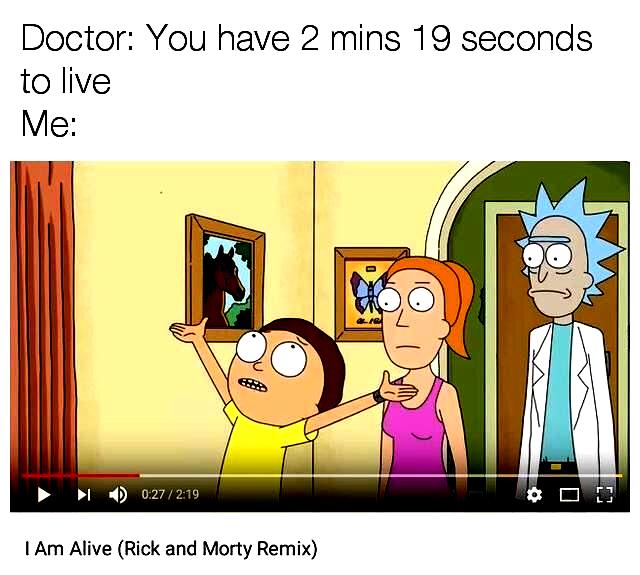 Doctor: You have 2 mins 19 seconds
to live
Me:
0:27 / 2:19
I Am Alive (Rick and Morty Remix)